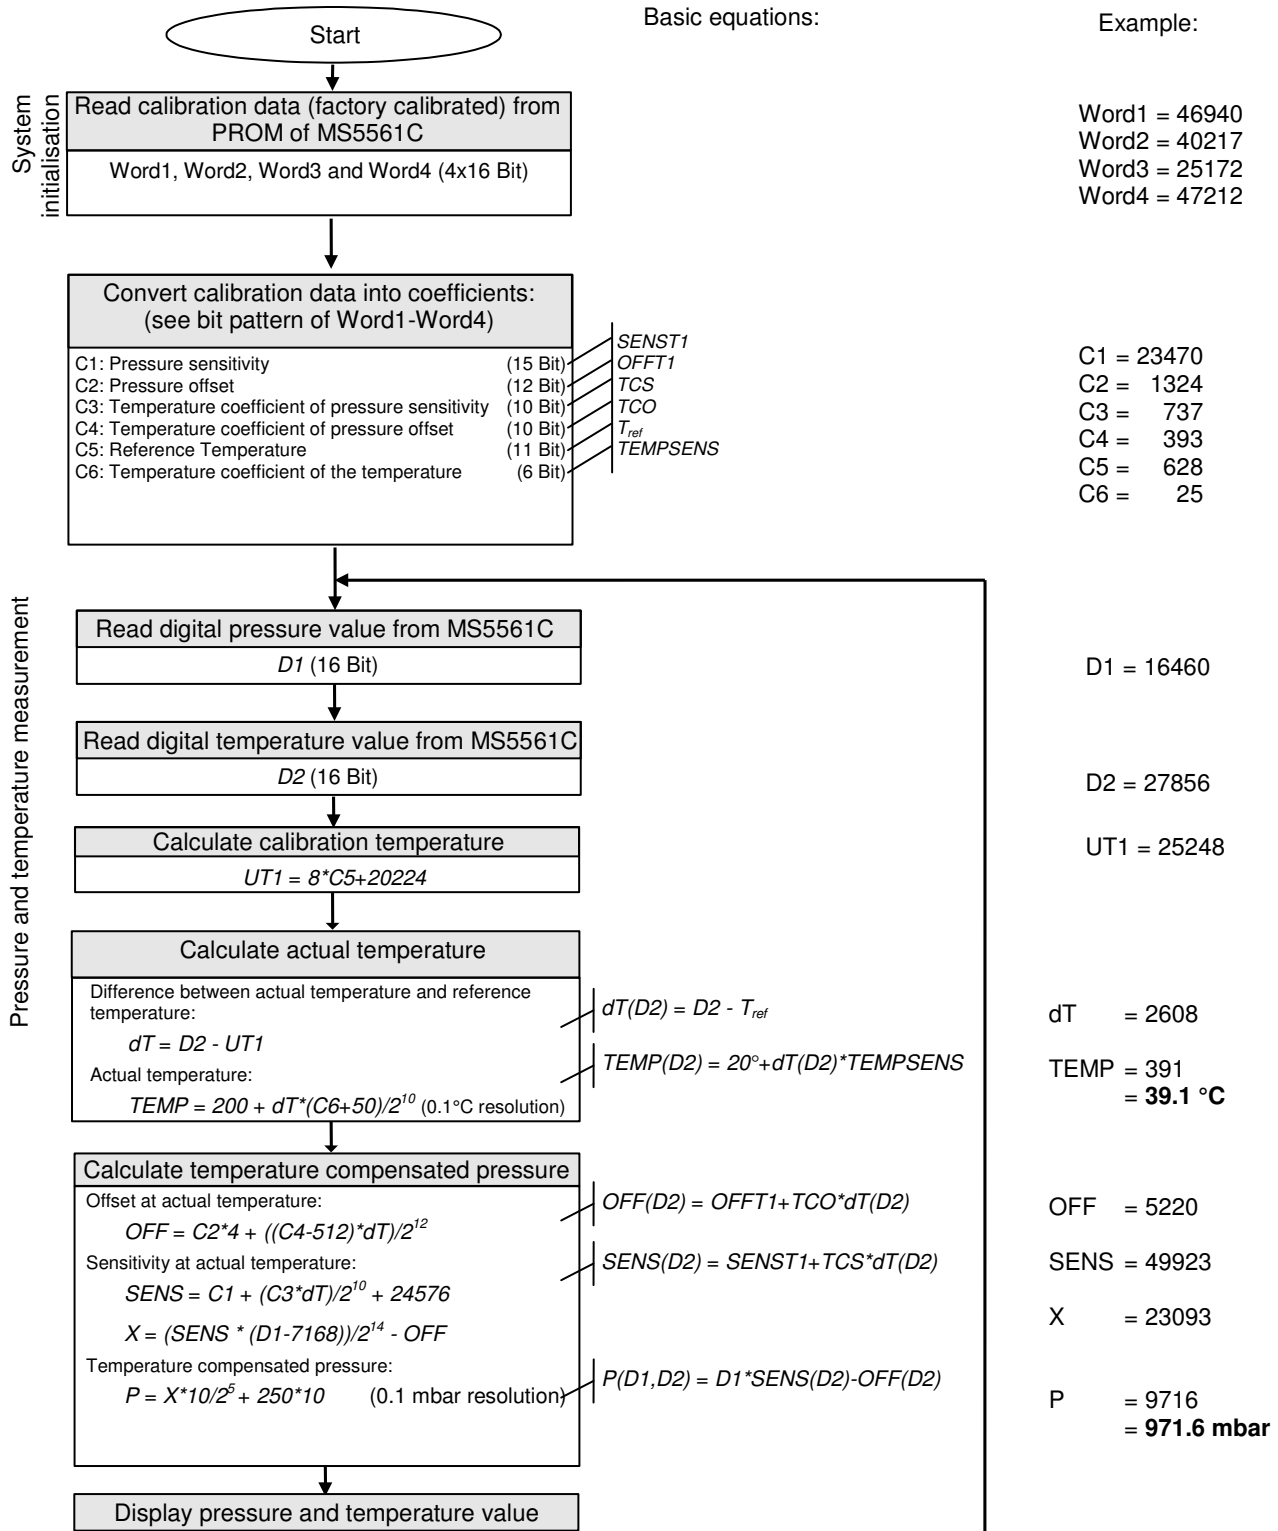 Basic equations:
Example:
Start
System
initialisation
Read calibration data (factory calibrated) from
PROM of MS5561C
Word1, Word2, Word3 and Word4 (4x16 Bit)
Word1 = 46940
Word2 = 40217
Word3 = 25172
Word4 = 47212
Convert calibration data into coefficients:
(see bit pattern of Word1-Word4)
C1: Pressure sensitivity (15 Bit)
C2: Pressure offset (12 Bit)
C3: Temperature coefficient of pressure sensitivity (10 Bit)
C4: Temperature coefficient of pressure offset (10 Bit)
C5: Reference Temperature (11 Bit)
C6: Temperature coefficient of the temperature (6 Bit)
SENST1
OFFT1
TCS
TCO
T_ref
TEMPSENS
C1 = 23470
C2 = 1324
C3 = 737
C4 = 393
C5 = 628
C6 = 25
Pressure and temperature measurement
Read digital pressure value from MS5561C
D1 (16 Bit)
D1 = 16460
Read digital temperature value from MS5561C
D2 (16 Bit)
D2 = 27856
Calculate calibration temperature
UT1 = 8*C5+20224
UT1 = 25248
Calculate actual temperature
Difference between actual temperature and reference
temperature:
dT = D2 - UT1
dT(D2) = D2 - T_ref
dT = 2608
Actual temperature:
TEMP = 200 + dT*(C6+50)/2^10 (0.1°C resolution)
TEMP(D2) = 20°+dT(D2)*TEMPSENS
TEMP = 391
= 39.1 °C
Calculate temperature compensated pressure
Offset at actual temperature:
OFF = C2*4 + ((C4-512)*dT)/2^12
OFF(D2) = OFFT1+TCO*dT(D2)
OFF = 5220
Sensitivity at actual temperature:
SENS = C1 + (C3*dT)/2^10 + 24576
SENS(D2) = SENST1+TCS*dT(D2)
SENS = 49923
X = (SENS * (D1-7168))/2^14 - OFF
X = 23093
Temperature compensated pressure:
P = X*10/2^5 + 250*10 (0.1 mbar resolution)
P(D1,D2) = D1*SENS(D2)-OFF(D2)
P = 9716
= 971.6 mbar
Display pressure and temperature value